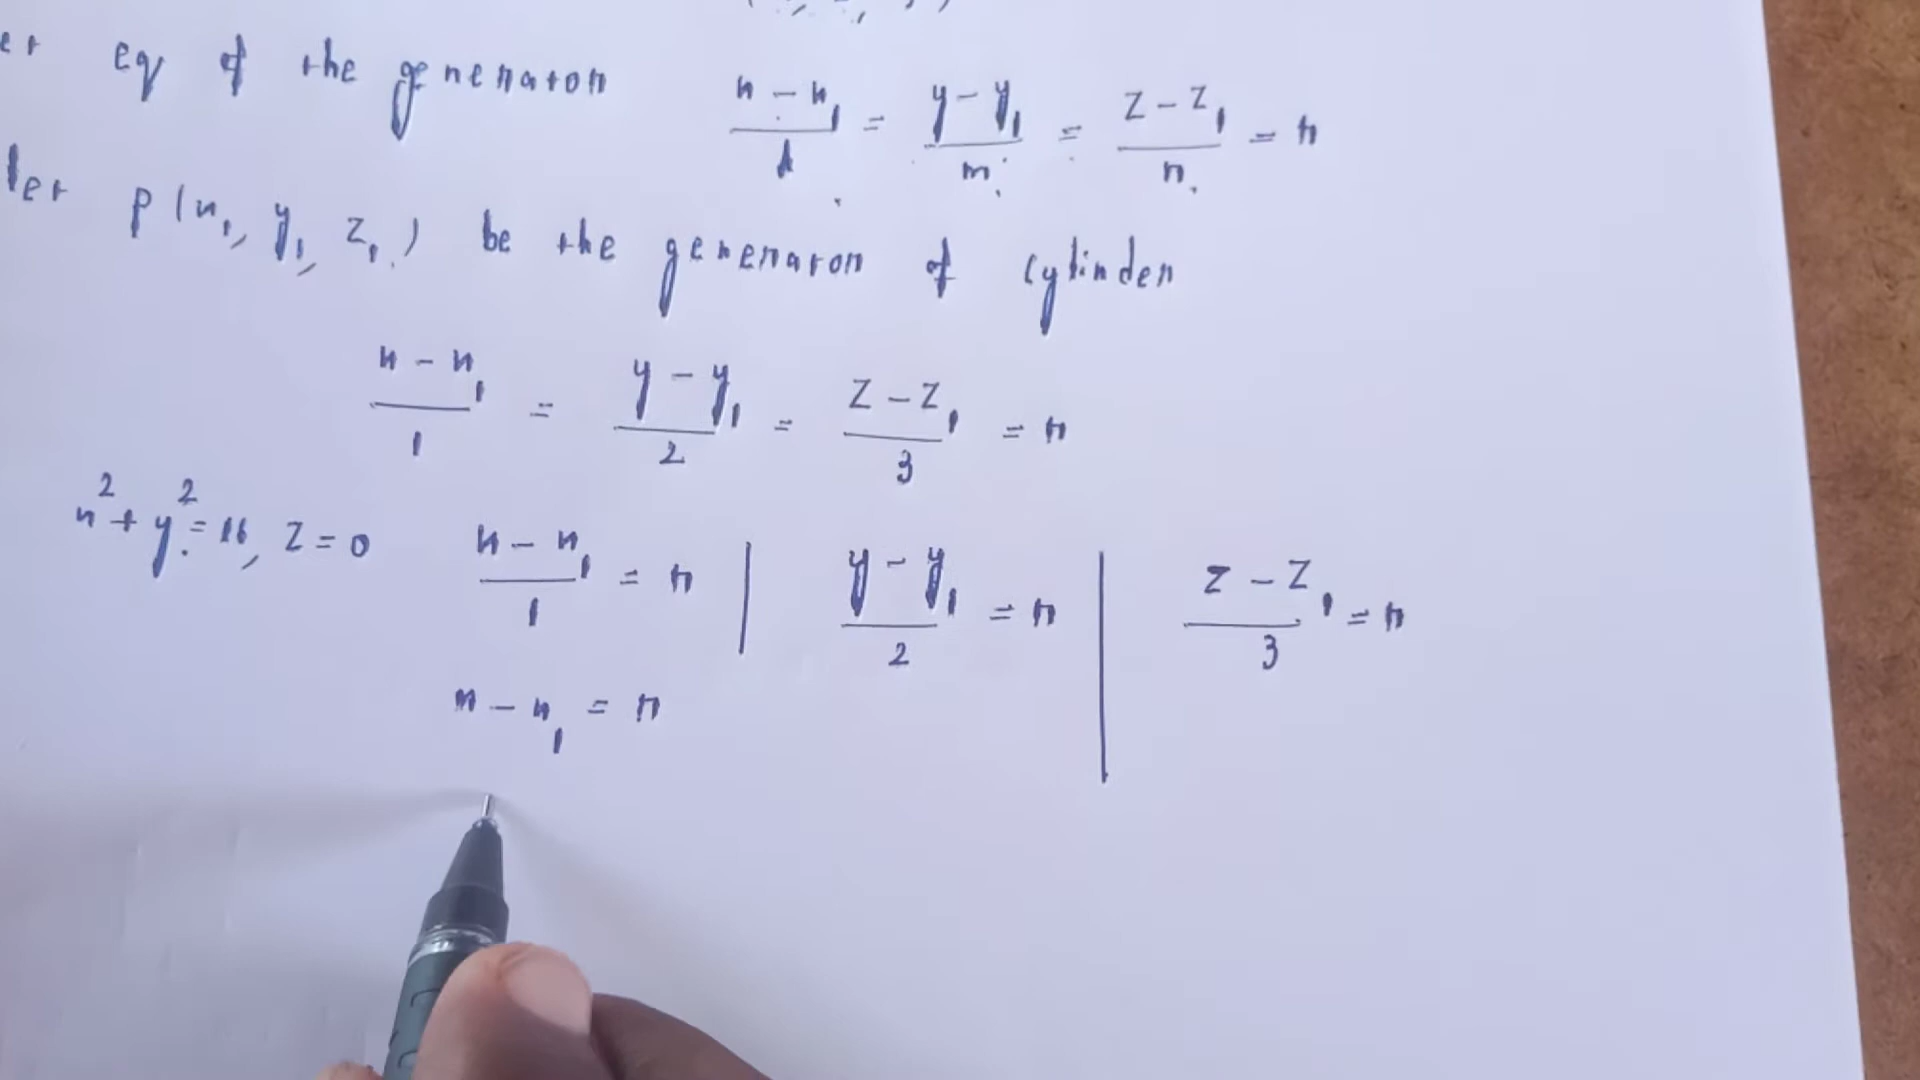 eq of the generator x - x₁/l = y - y₁/m = z - z₁/n = r
let P(x₁, y₁, z₁) be the generator of cylinder
x - x₁/1 = y - y₁/2 = z - z₁/3 = r
x² + y² = 16, z = 0 x - x₁/1 = r | y - y₁/2 = r | z - z₁/3 = r
x - x₁ = r